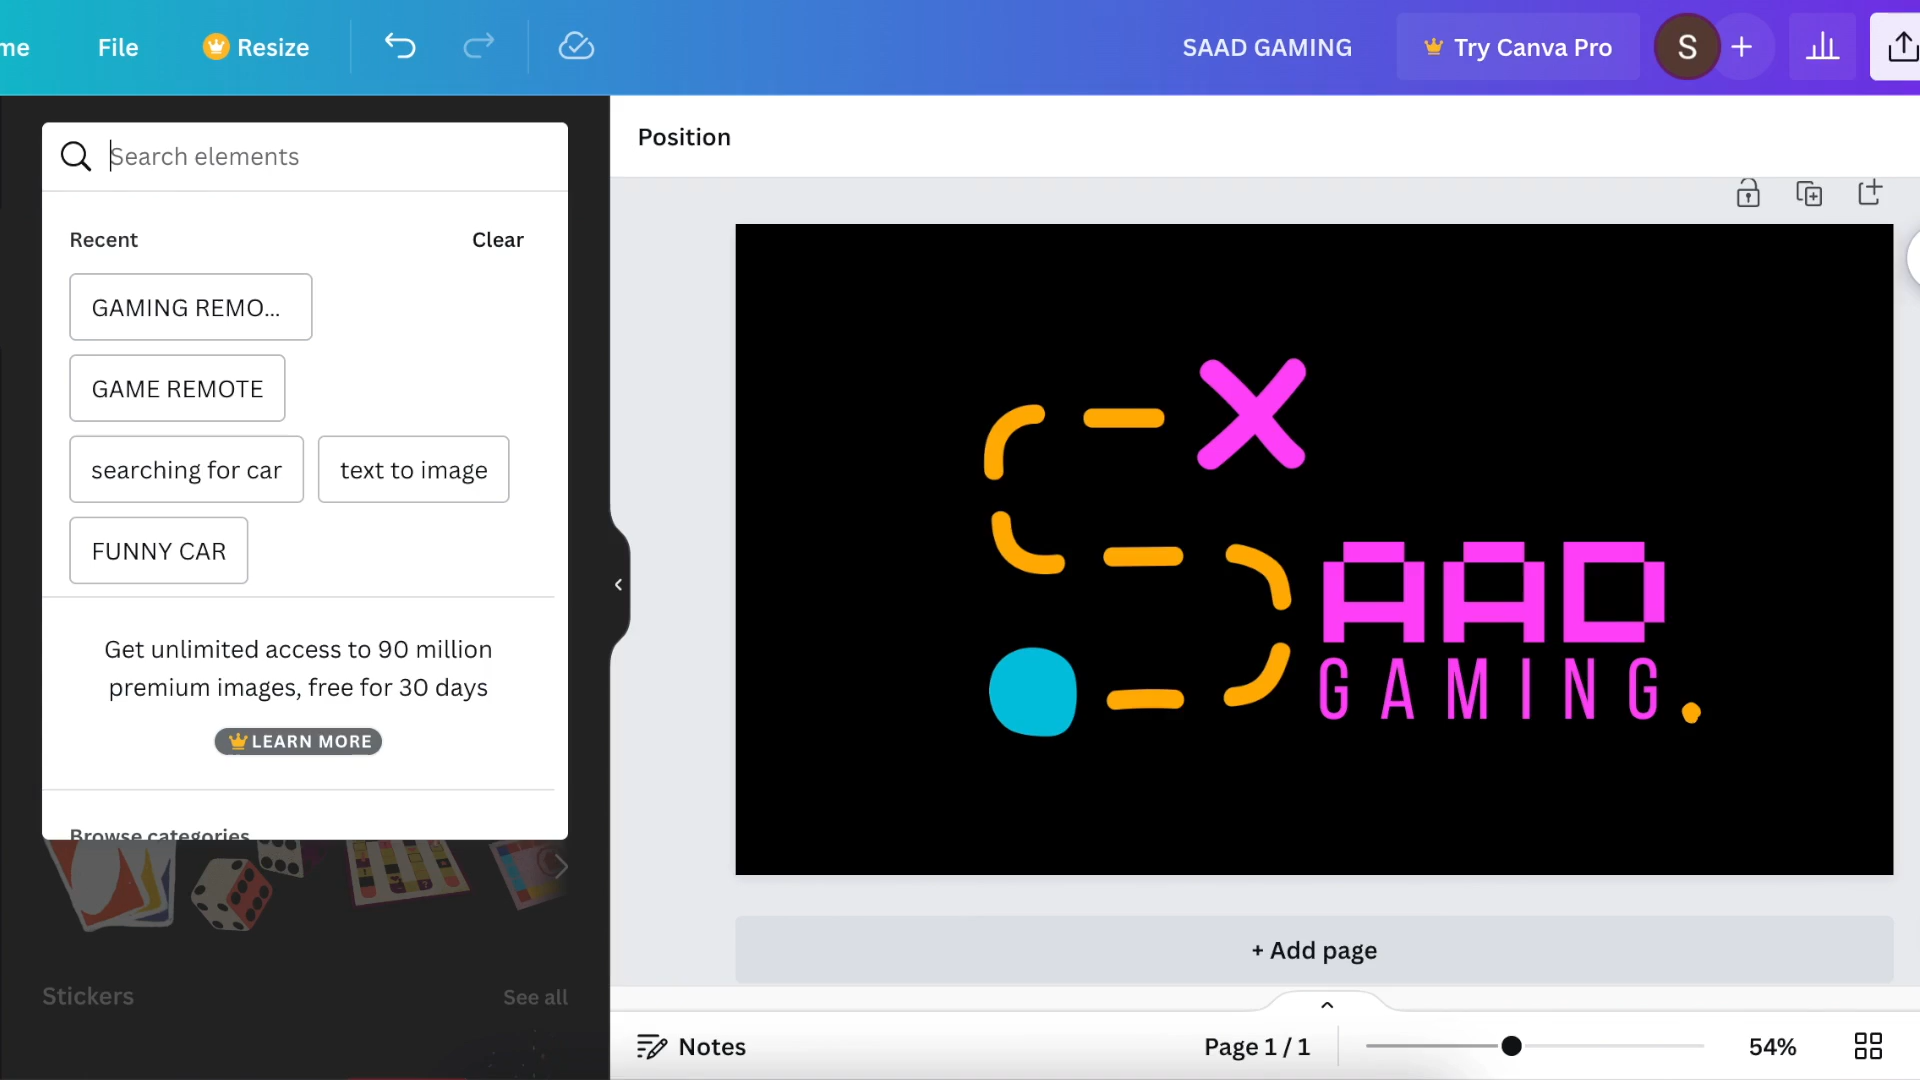 me
File
Resize
SAAD GAMING
Try Canva Pro
S
Search elements
Position
Recent
Clear
GAMING REMO...
GAME REMOTE
searching for car
text to image
FUNNY CAR
Get unlimited access to 90 million
premium images, free for 30 days
LEARN MORE
Browse categories
Stickers
See all
AAD
GAMING.
+ Add page
Notes
Page 1 / 1
54%